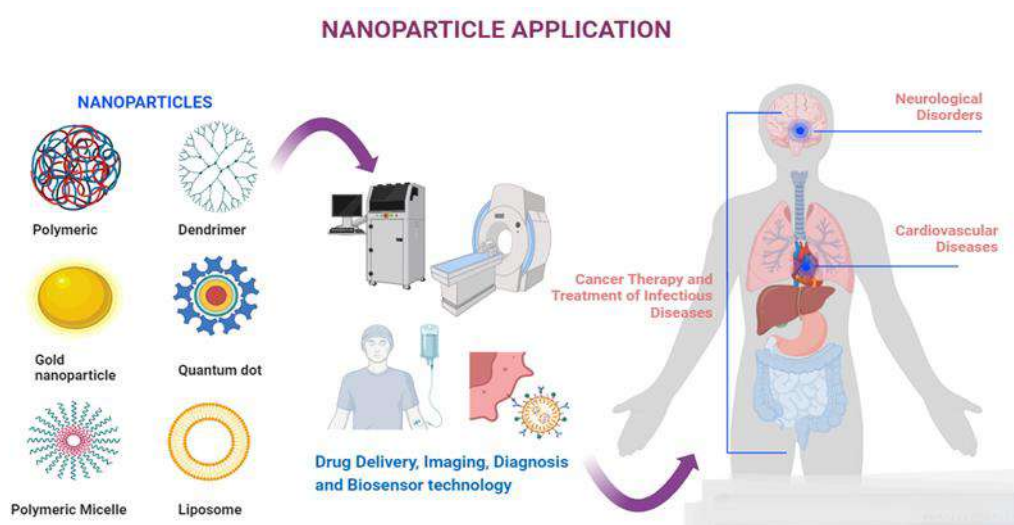 NANOPARTICLE APPLICATION
NANOPARTICLES
Polymeric
Dendrimer
Gold
nanoparticle
Quantum dot
Polymeric Micelle
Liposome
Drug Delivery, Imaging, Diagnosis
and Biosensor technology
Cancer Therapy and
Treatment of Infectious
Diseases
Neurological
Disorders
Cardiovascular
Diseases